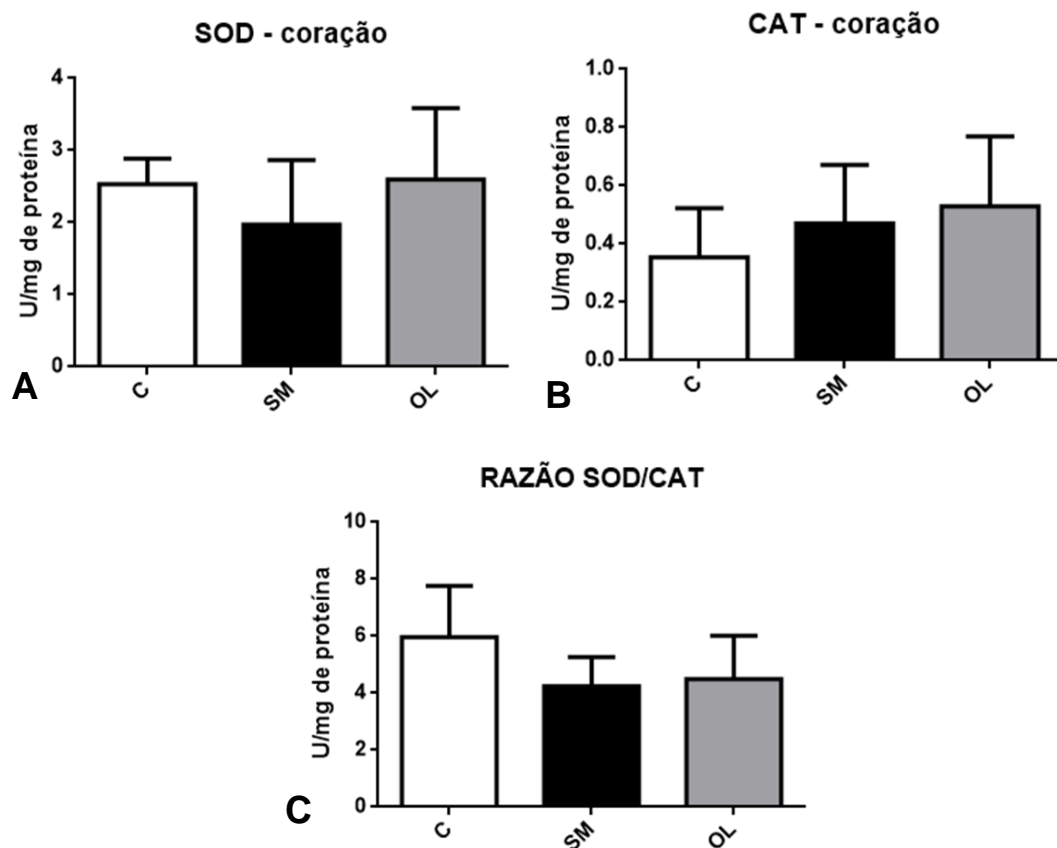 SOD - coração
U/mg de proteína
4
3
2
1
0
C
SM
OL
A
CAT - coração
U/mg de proteína
1.0
0.8
0.6
0.4
0.2
0.0
C
SM
OL
B
RAZÃO SOD/CAT
U/mg de proteína
10
8
6
4
2
0
C
SM
OL
C